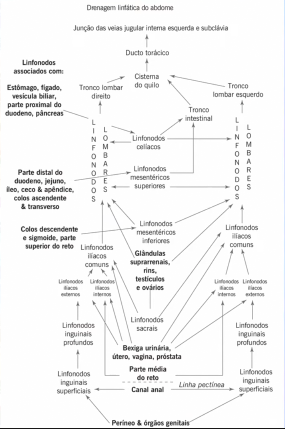 Drenagem linfática do abdome
Junção das veias jugular interna esquerda e subclávia
Ducto torácico
Linfonodos
associados com:
Cisterna
do quilo
Estômago, fígado,
vesícula biliar,
parte proximal do
duodeno, pâncreas
Tronco lombar
direito
Tronco
lombar esquerdo
Tronco
intestinal
LINFONODOS
LOMBARES
Linfonodos
celíacos
LINFONODOS
LOMBARES
Parte distal do
duodeno, jejuno,
íleo, ceco & apêndice,
colos ascendente
& transverso
Linfonodos
mesentéricos
superiores
Colos descendente
e sigmoide, parte
superior do reto
Linfonodos
mesentéricos
inferiores
Linfonodos
ilíacos
comuns
Linfonodos
ilíacos
comuns
Glândulas
suprarrenais,
rins,
testículos
e ovários
Linfonodos
ilíacos
externos
Linfonodos
ilíacos
internos
Linfonodos
ilíacos
internos
Linfonodos
ilíacos
externos
Linfonodos
sacrais
Linfonodos
inguinais
profundos
Linfonodos
inguinais
profundos
Bexiga urinária,
útero, vagina, próstata
Parte média
do reto
Linfonodos
inguinais
superficiais
Canal anal
Linha pectínea
Linfonodos
inguinais
superficiais
Períneo & órgãos genitais